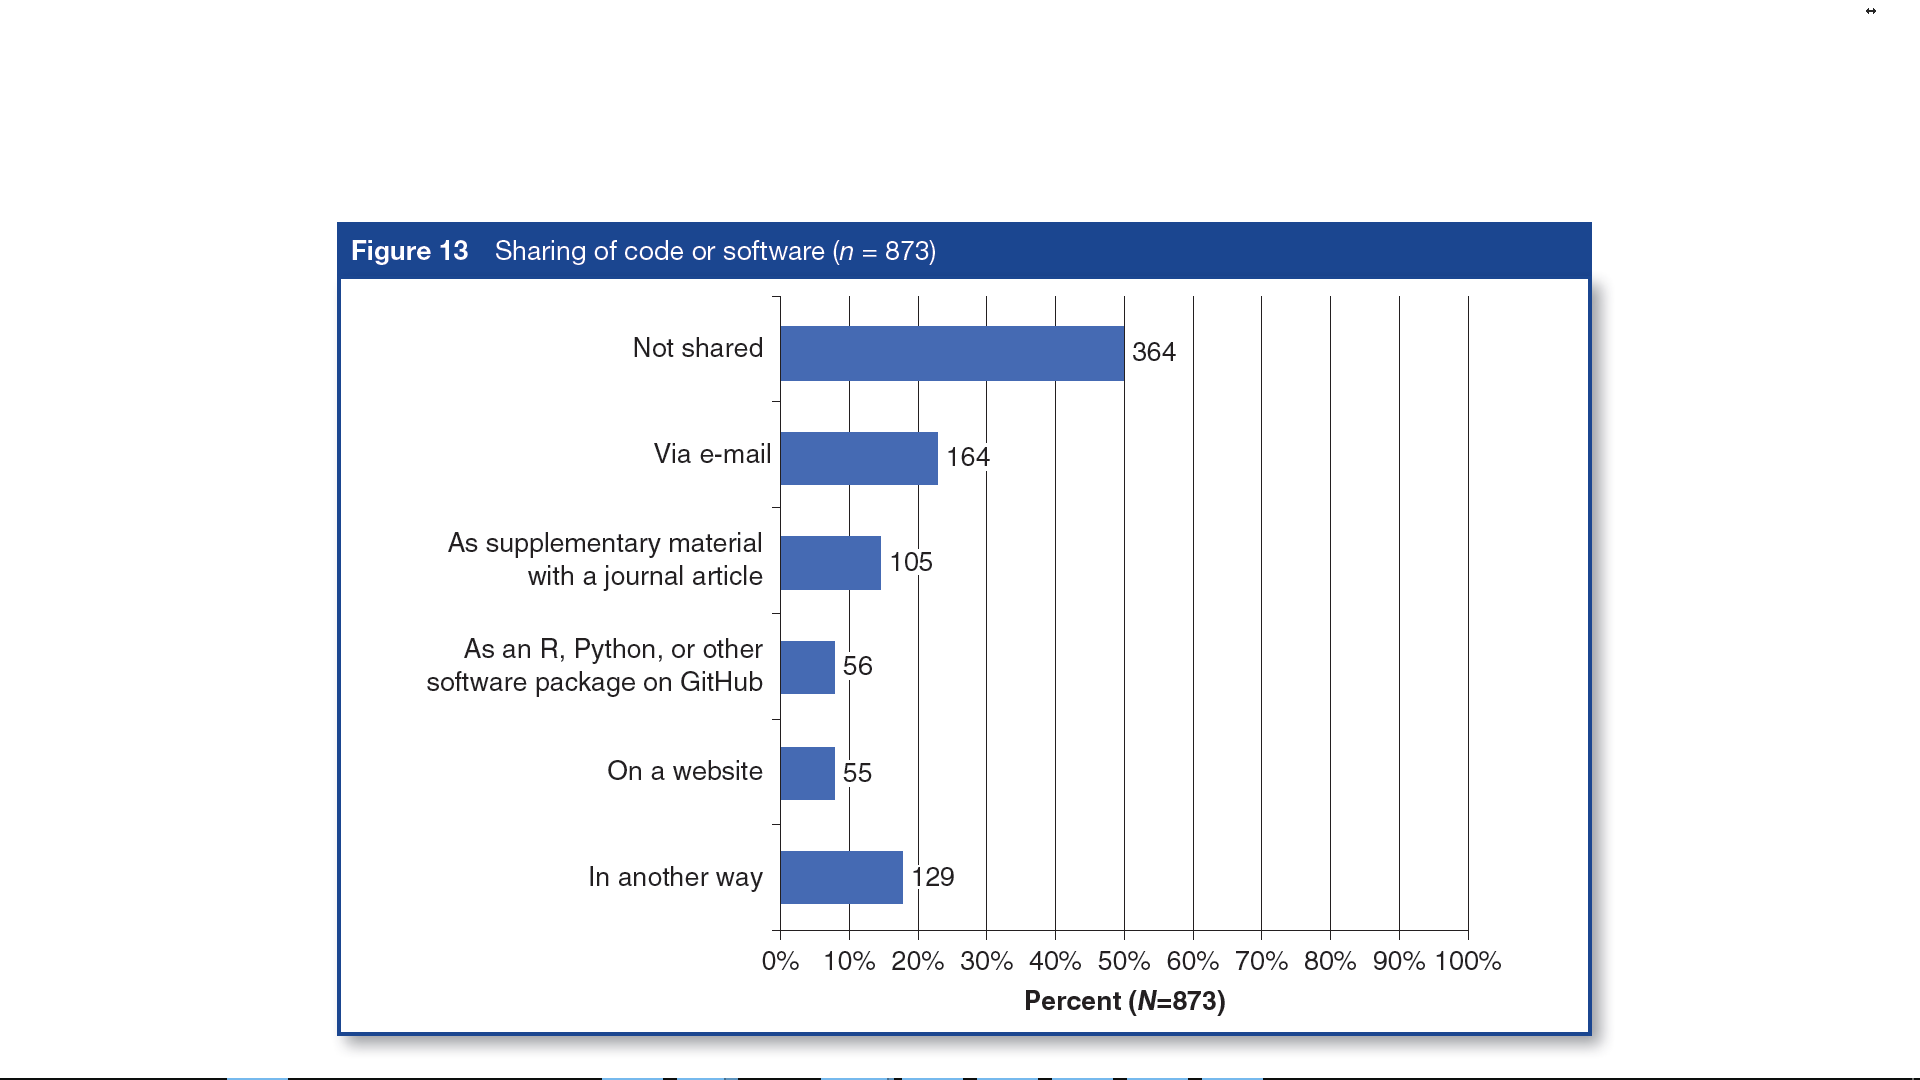 Figure 13 Sharing of code or software (n = 873)
Not shared
364
Via e-mail
164
As supplementary material
with a journal article
105
As an R, Python, or other
software package on GitHub
56
On a website
55
In another way
129
0% 10% 20% 30% 40% 50% 60% 70% 80% 90% 100%
Percent (N=873)